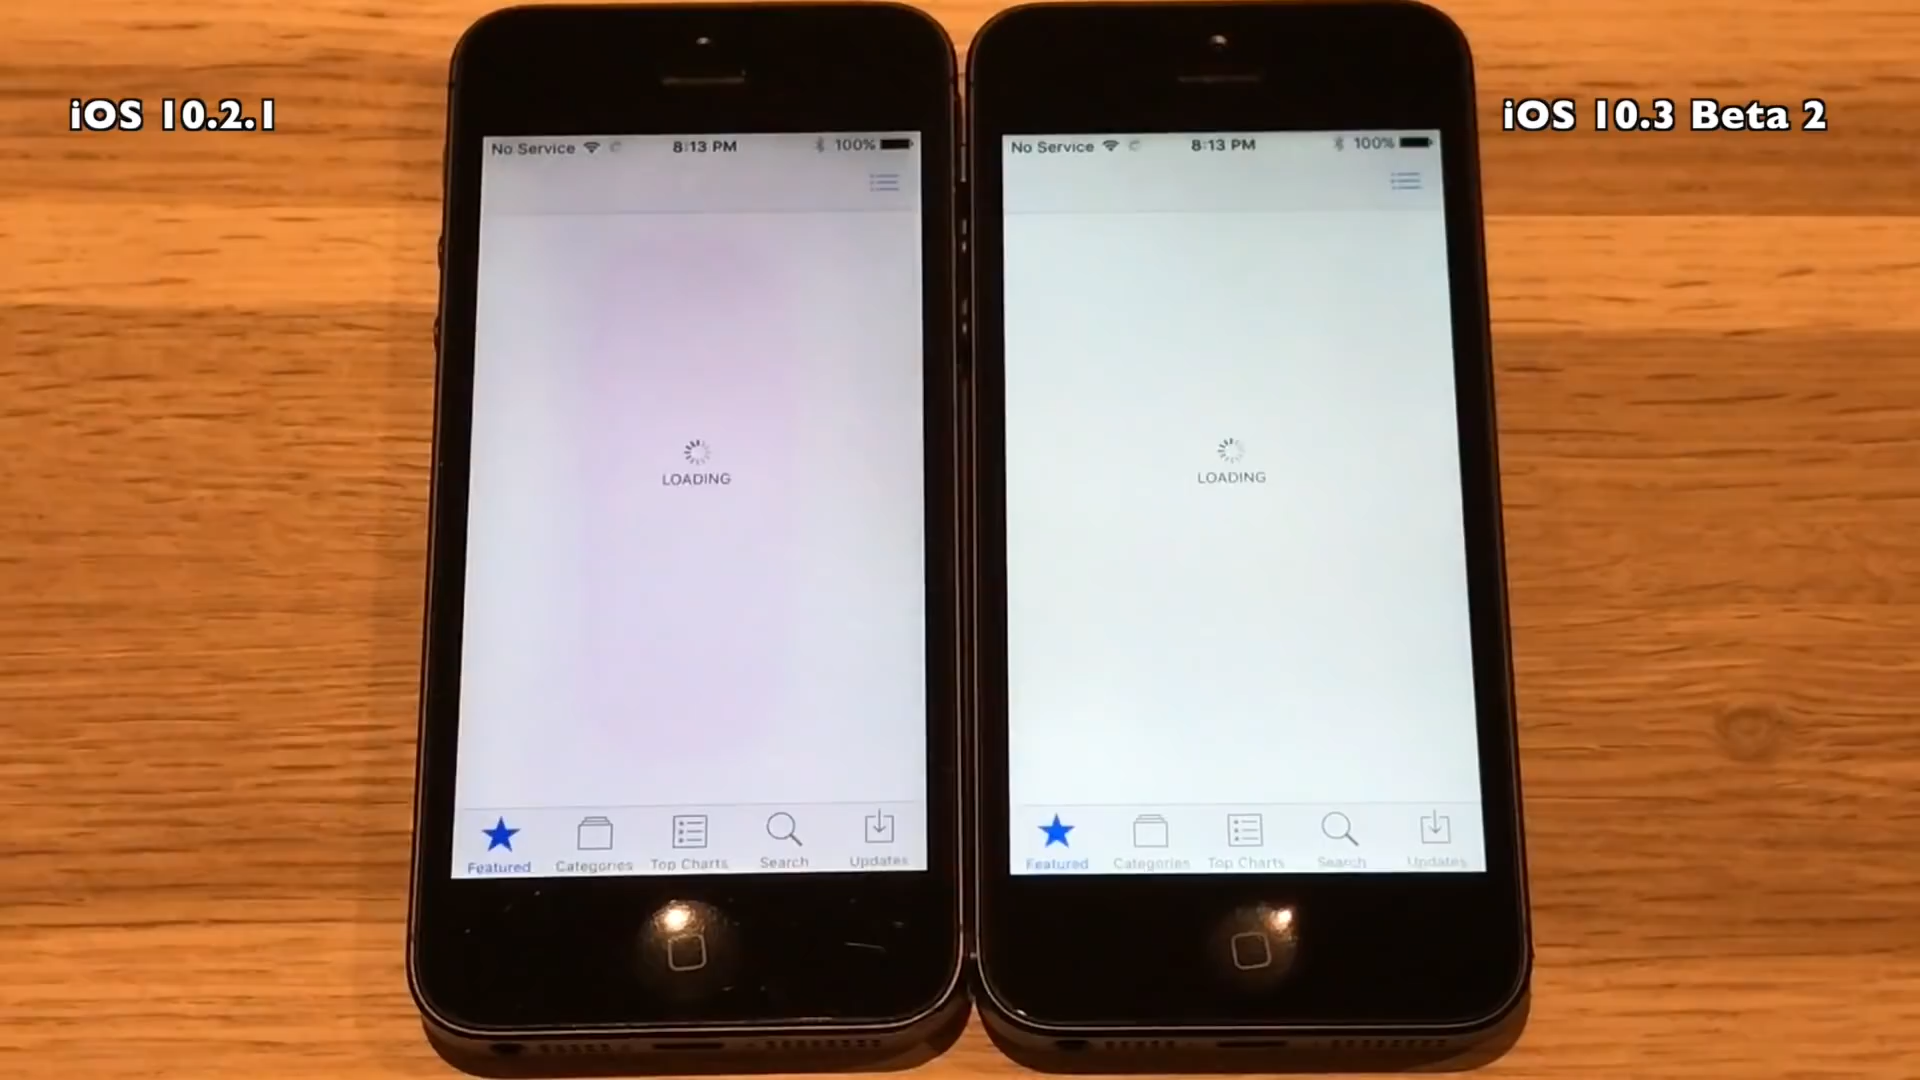 iOS 10.2.1
iOS 10.3 Beta 2
No Service 8:13 PM 100%
LOADING
Featured Categories Top Charts Search Updates
No Service 8:13 PM 100%
LOADING
Featured Categories Top Charts Search Updates